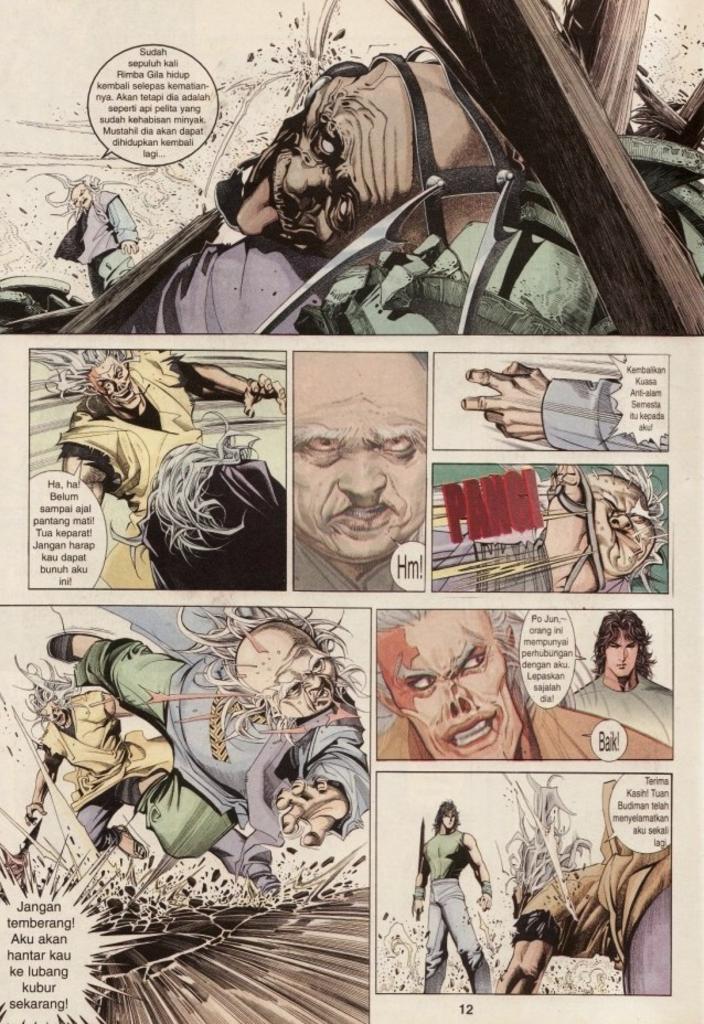 Sudah
sepuluh kali
Rimba Gila hidup
kembali selepas kematian-
nya. Akan tetapi dia adalah
seperti api pelita yang
sudah kehabisan minyak.
Mustahil dia akan dapat
dihidupkan kembali
lagi...
Ha, ha!
Belum
sampai ajal
pantang mati!
Tua keparat!
Jangan harap
kau dapat
bunuh aku
ini!
Hm!
Kembalikan
Kuasa
Anti-alam
Semesta
itu kepada
aku!
PANG!
Jangan
temberang!
Aku akan
hantar kau
ke lubang
kubur
sekarang!
Po Jun,
orang ini
mempunyai
perhubungan
dengan aku.
Lepaskan
sajalah
dia!
Baik!
Terima
Kasih! Tuan
Budiman telah
menyelamatkan
aku sekali
lagi
12